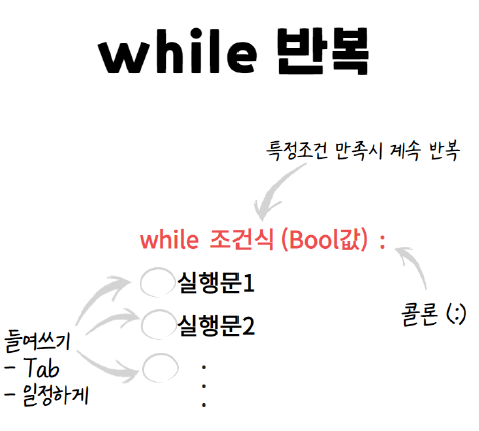 while 반복
특정조건 만족시 계속 반복
while 조건식 (Bool값) :
실행문1
실행문2
콜론 (:)
들여쓰기
- Tab
- 일정하게
.
.
.